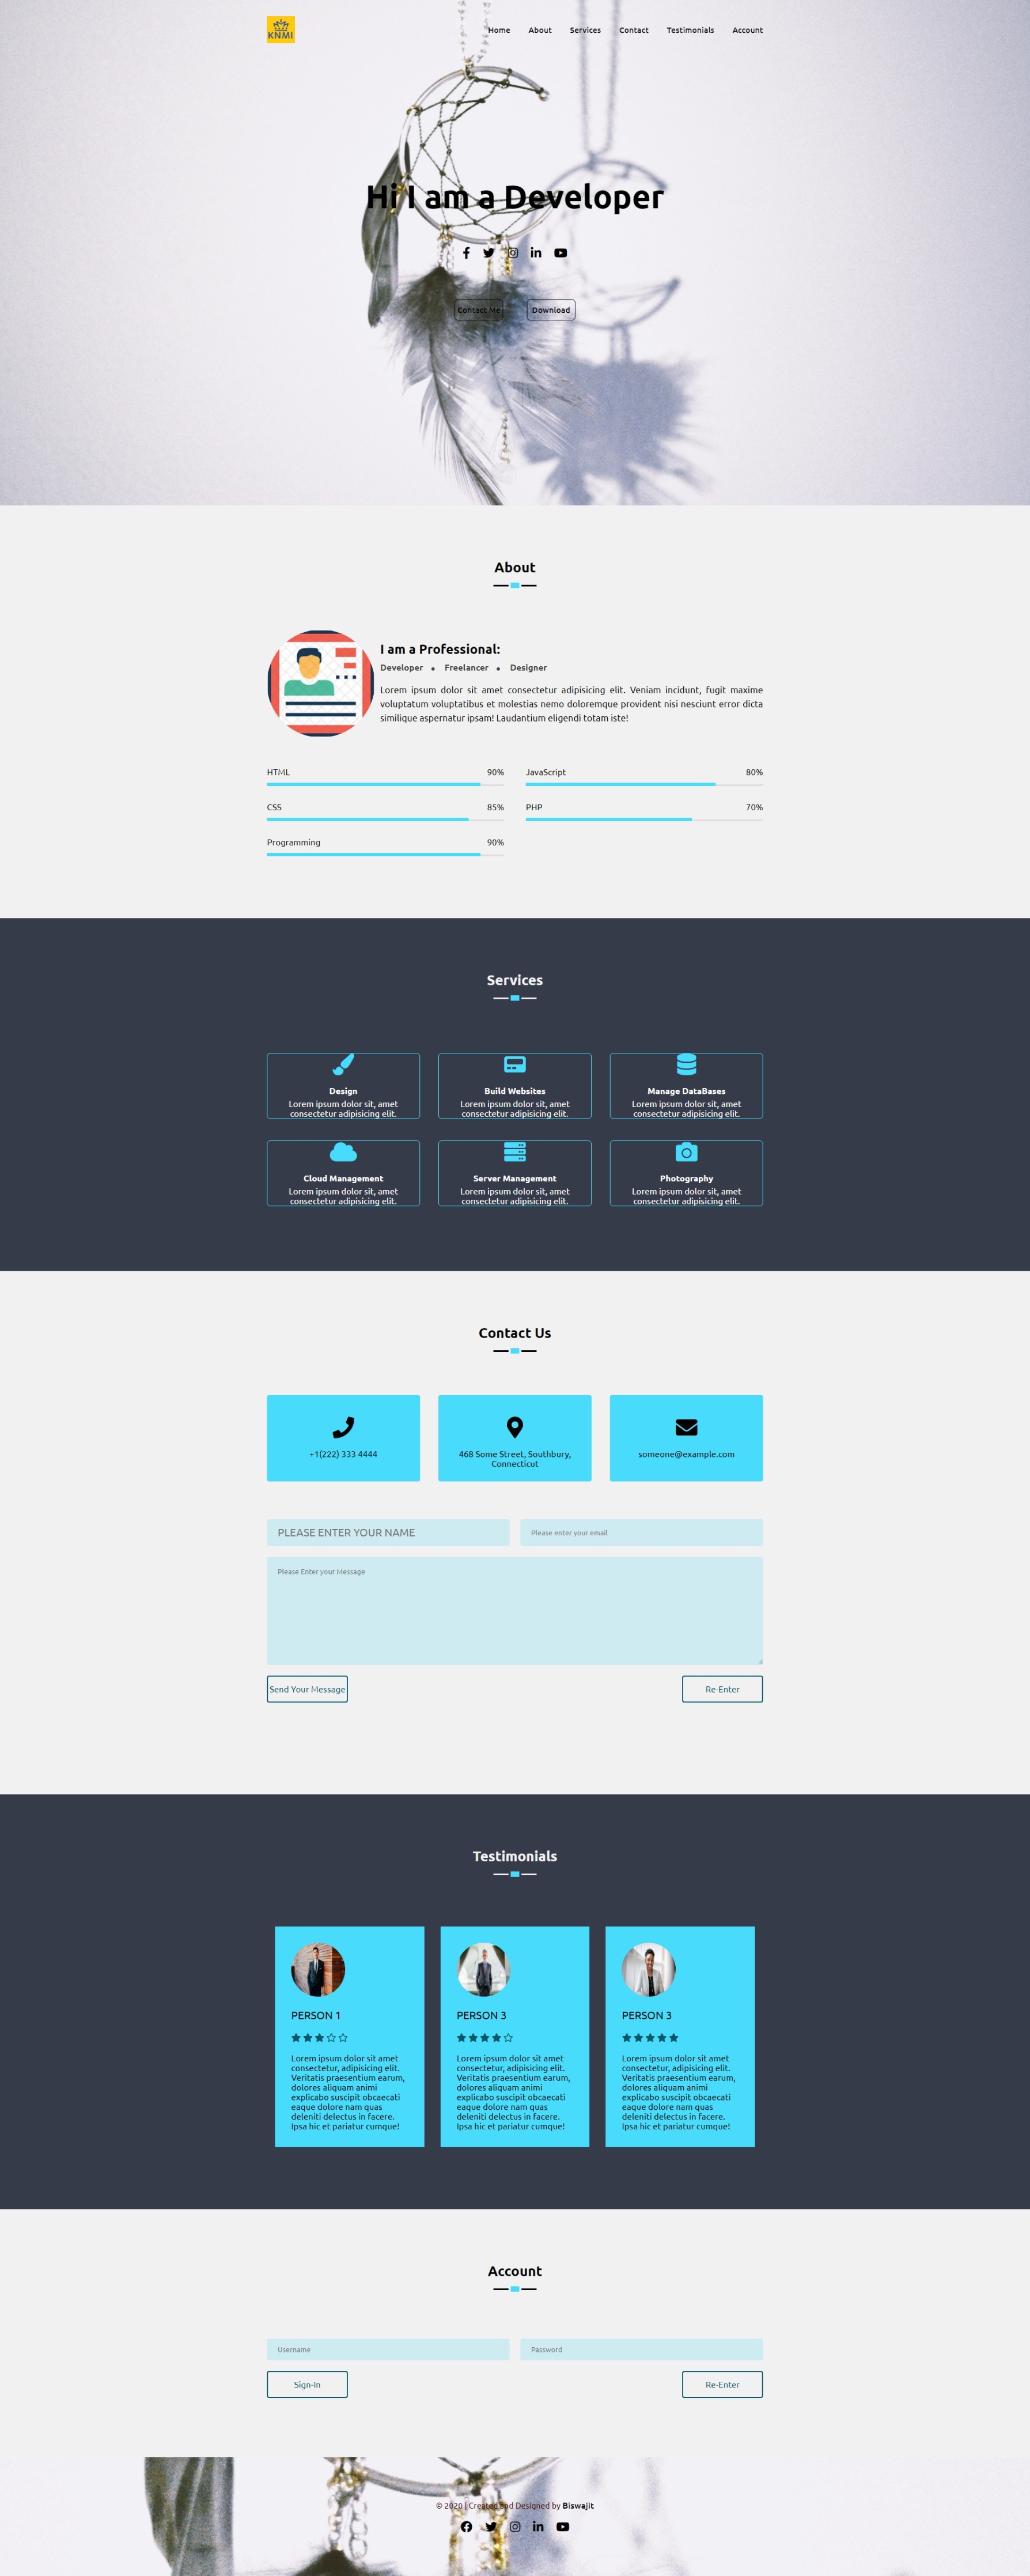 KNMI
Home About Services Contact Testimonials Account
Hi I am a Developer
Contact Me Download
About
I am a Professional:
Developer • Freelancer • Designer
Lorem ipsum dolor sit amet consectetur adipisicing elit. Veniam incidunt, fugit maxime
voluptatum voluptatibus et molestias nemo doloremque provident nisi nesciunt error dicta
similique aspernatur ipsam! Laudantium eligendi totam iste!
HTML 90%
JavaScript 80%
CSS 85%
PHP 70%
Programming 90%
Services
Design
Lorem ipsum dolor sit, amet
consectetur adipisicing elit.
Build Websites
Lorem ipsum dolor sit, amet
consectetur adipisicing elit.
Manage DataBases
Lorem ipsum dolor sit, amet
consectetur adipisicing elit.
Cloud Management
Lorem ipsum dolor sit, amet
consectetur adipisicing elit.
Server Management
Lorem ipsum dolor sit, amet
consectetur adipisicing elit.
Photography
Lorem ipsum dolor sit, amet
consectetur adipisicing elit.
Contact Us
+1(222) 333 4444
468 Some Street, Southbury,
Connecticut
someone@example.com
PLEASE ENTER YOUR NAME
Please enter your email
Please Enter your Message
Send Your Message
Re-Enter
Testimonials
PERSON 1
Lorem ipsum dolor sit amet
consectetur, adipisicing elit.
Veritatis praesentium earum,
dolores aliquam animi
explicabo suscipit obcaecati
eaque dolore nam quas
deleniti delectus in facere.
Ipsa hic et pariatur cumque!
PERSON 3
Lorem ipsum dolor sit amet
consectetur, adipisicing elit.
Veritatis praesentium earum,
dolores aliquam animi
explicabo suscipit obcaecati
eaque dolore nam quas
deleniti delectus in facere.
Ipsa hic et pariatur cumque!
PERSON 3
Lorem ipsum dolor sit amet
consectetur, adipisicing elit.
Veritatis praesentium earum,
dolores aliquam animi
explicabo suscipit obcaecati
eaque dolore nam quas
deleniti delectus in facere.
Ipsa hic et pariatur cumque!
Account
Username
Password
Sign-In
Re-Enter
© 2020 | Created and Designed by Biswajit